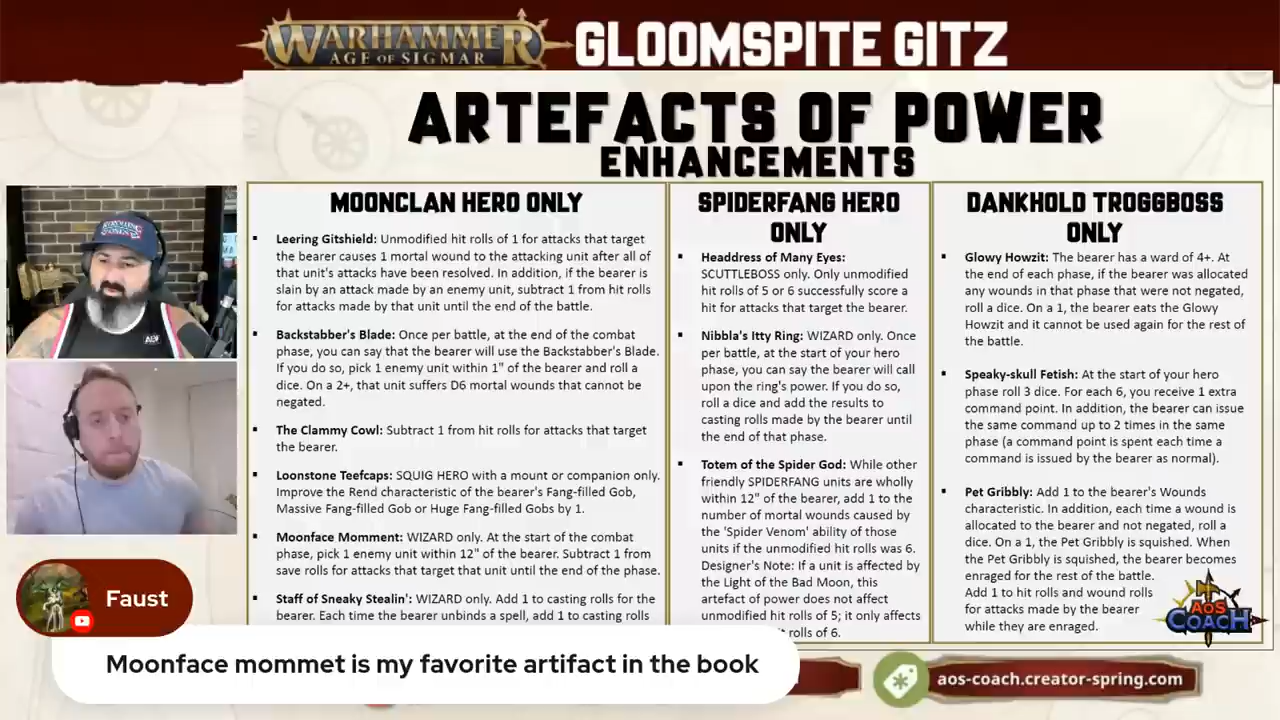 WARHAMMER
AGE OF SIGMAR
GLOOMSPITE GITZ
ARTEFACTS OF POWER
ENHANCEMENTS
MOONCLAN HERO ONLY
▪ Leering Gitshield: Unmodified hit rolls of 1 for attacks that target
the bearer causes 1 mortal wound to the attacking unit after all of
that unit's attacks have been resolved. In addition, if the bearer is
slain by an attack made by an enemy unit, subtract 1 from hit rolls
for attacks made by that unit until the end of the battle.
▪ Backstabber's Blade: Once per battle, at the end of the combat
phase, you can say that the bearer will use the Backstabber's Blade.
If you do so, pick 1 enemy unit within 1" of the bearer and roll a
dice. On a 2+, that unit suffers D6 mortal wounds that cannot be
negated.
▪ The Clammy Cowl: Subtract 1 from hit rolls for attacks that target
the bearer.
▪ Loonstone Teefcaps: SQUIG HERO with a mount or companion only.
Improve the Rend characteristic of the bearer's Fang-filled Gob,
Massive Fang-filled Gob or Huge Fang-filled Gobs by 1.
▪ Moonface Momment: WIZARD only. At the start of the combat
phase, pick 1 enemy unit within 12" of the bearer. Subtract 1 from
save rolls for attacks that target that unit until the end of the phase.
▪ Staff of Sneaky Stealin': WIZARD only. Add 1 to casting rolls for the
bearer. Each time the bearer unbinds a spell, add 1 to casting rolls
SPIDERFANG HERO
ONLY
▪ Headdress of Many Eyes:
SCUTTLEBOSS only. Only unmodified
hit rolls of 5 or 6 successfully score a
hit for attacks that target the bearer.
▪ Nibbla's Itty Ring: WIZARD only. Once
per battle, at the start of your hero
phase, you can say the bearer will call
upon the ring's power. If you do so,
roll a dice and add the results to
casting rolls made by the bearer until
the end of that phase.
▪ Totem of the Spider God: While other
friendly SPIDERFANG units are wholly
within 12" of the bearer, add 1 to the
number of mortal wounds caused by
the 'Spider Venom' ability of those
units if the unmodified hit rolls was 6.
Designer's Note: If a unit is affected by
the Light of the Bad Moon, this
artefact of power does not affect
unmodified hit rolls of 5; it only affects
rolls of 6.
DANKHOLD TROGGBOSS
ONLY
▪ Glowy Howzit: The bearer has a ward of 4+. At
the end of each phase, if the bearer was allocated
any wounds in that phase that were not negated,
roll a dice. On a 1, the bearer eats the Glowy
Howzit and it cannot be used again for the rest of
the battle.
▪ Speaky-skull Fetish: At the start of your hero
phase roll 3 dice. For each 6, you receive 1 extra
command point. In addition, the bearer can issue
the same command up to 2 times in the same
phase (a command point is spent each time a
command is issued by the bearer as normal).
▪ Pet Gribbly: Add 1 to the bearer's Wounds
characteristic. In addition, each time a wound is
allocated to the bearer and not negated, roll a
dice. On a 1, the Pet Gribbly is squished. When
the Pet Gribbly is squished, the bearer becomes
enraged for the rest of the battle.
Add 1 to hit rolls and wound rolls
for attacks made by the bearer
while they are enraged.
AoS
COACH
Faust
Moonface mommet is my favorite artifact in the book
aos-coach.creator-spring.com